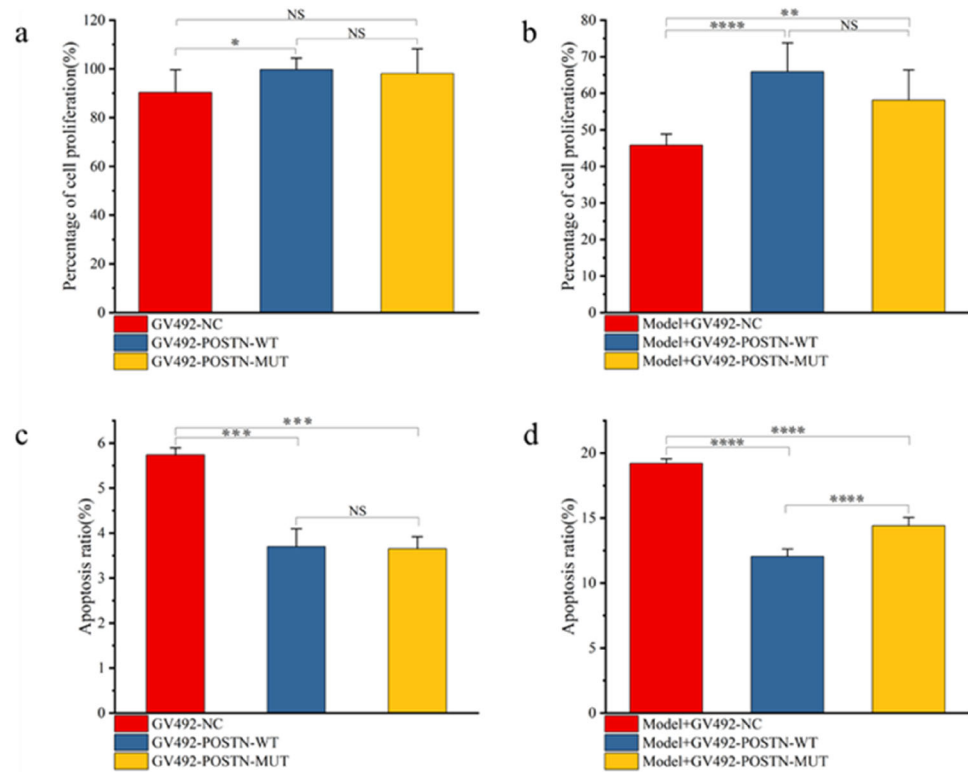 a
NS
*
NS
Percentage of cell proliferation(%)
120
100
80
60
40
20
0
GV492-NC
GV492-POSTN-WT
GV492-POSTN-MUT
b
**
****
NS
Percentage of cell proliferation(%)
80
70
60
50
40
30
20
10
0
Model+GV492-NC
Model+GV492-POSTN-WT
Model+GV492-POSTN-MUT
c
***
***
NS
Apoptosis ratio(%)
6
5
4
3
2
1
0
GV492-NC
GV492-POSTN-WT
GV492-POSTN-MUT
d
****
****
****
Apoptosis ratio(%)
20
15
10
5
0
Model+GV492-NC
Model+GV492-POSTN-WT
Model+GV492-POSTN-MUT